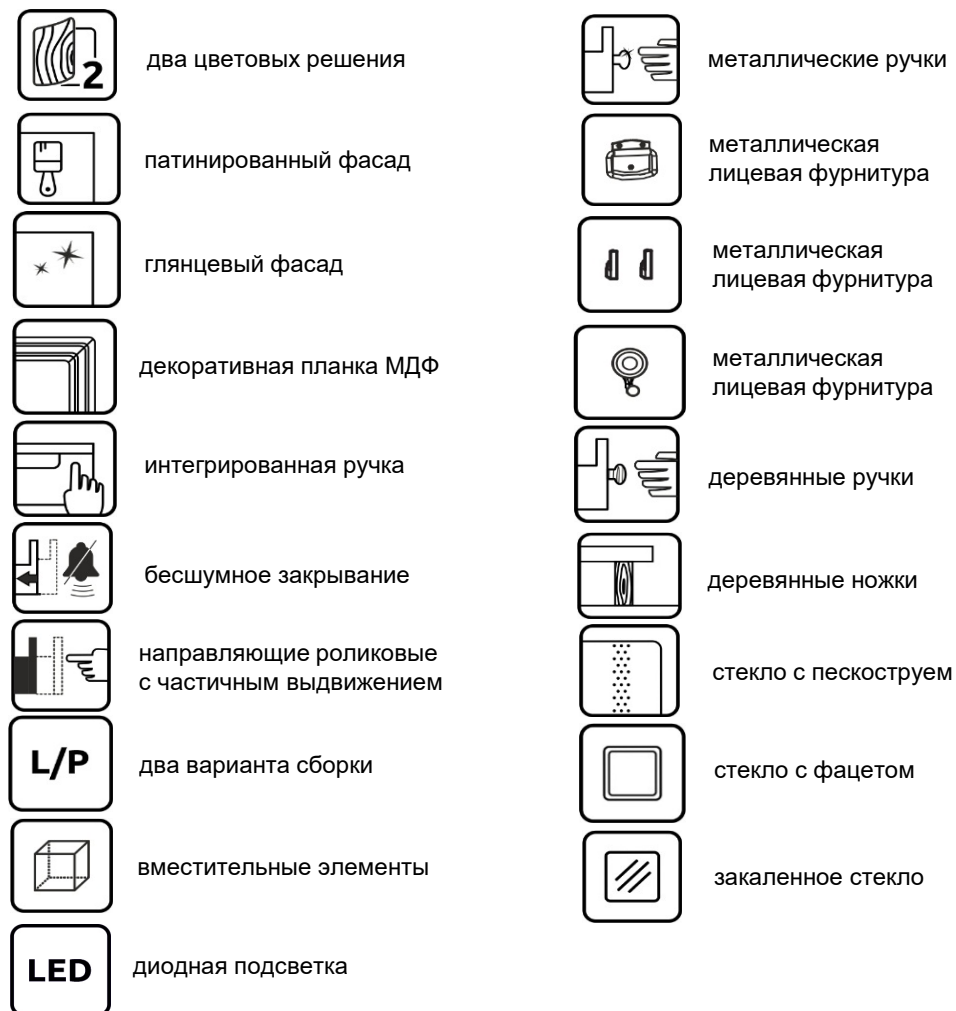 2
два цветовых решения
патинированный фасад
глянцевый фасад
декоративная планка МДФ
интегрированная ручка
бесшумное закрывание
направляющие роликовые
с частичным выдвижением
L/P
два варианта сборки
вместительные элементы
LED
диодная подсветка
металлические ручки
металлическая
лицевая фурнитура
металлическая
лицевая фурнитура
металлическая
лицевая фурнитура
деревянные ручки
деревянные ножки
стекло с пескоструем
стекло с фацетом
закаленное стекло